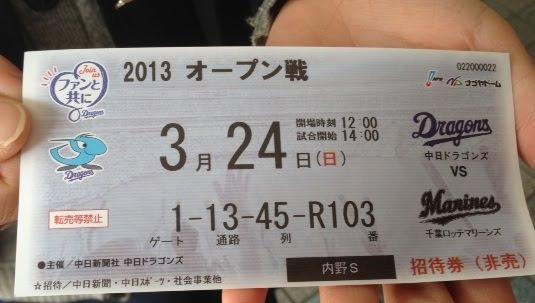 Join us
ファンと
共に
Dragons
2013 オープン戦
022000022
ナゴヤドーム
Dragons
3月24日(日)
開場時刻 12:00
試合開始 14:00
Dragons
中日ドラゴンズ
VS
Marines
千葉ロッテマリーンズ
転売等禁止
1-13-45-R103
ゲート 通路 列 番
●主催/中日新聞社 中日ドラゴンズ
☆招待/中日新聞・中日スポーツ・社会事業他
内野S
招待券(非売)